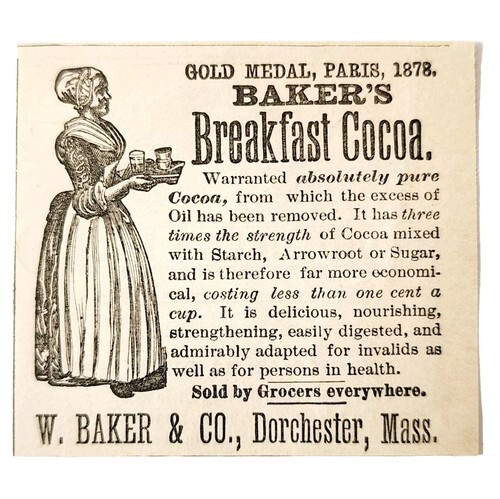 GOLD MEDAL, PARIS, 1878.
BAKER'S
Breakfast Cocoa.
Warranted absolutely pure
Cocoa, from which the excess of
Oil has been removed. It has three
times the strength of Cocoa mixed
with Starch, Arrowroot or Sugar,
and is therefore far more economi-
cal, costing less than one cent a
cup. It is delicious, nourishing,
strengthening, easily digested, and
admirably adapted for invalids as
well as for persons in health.
Sold by Grocers everywhere.
W. BAKER & CO., Dorchester, Mass.